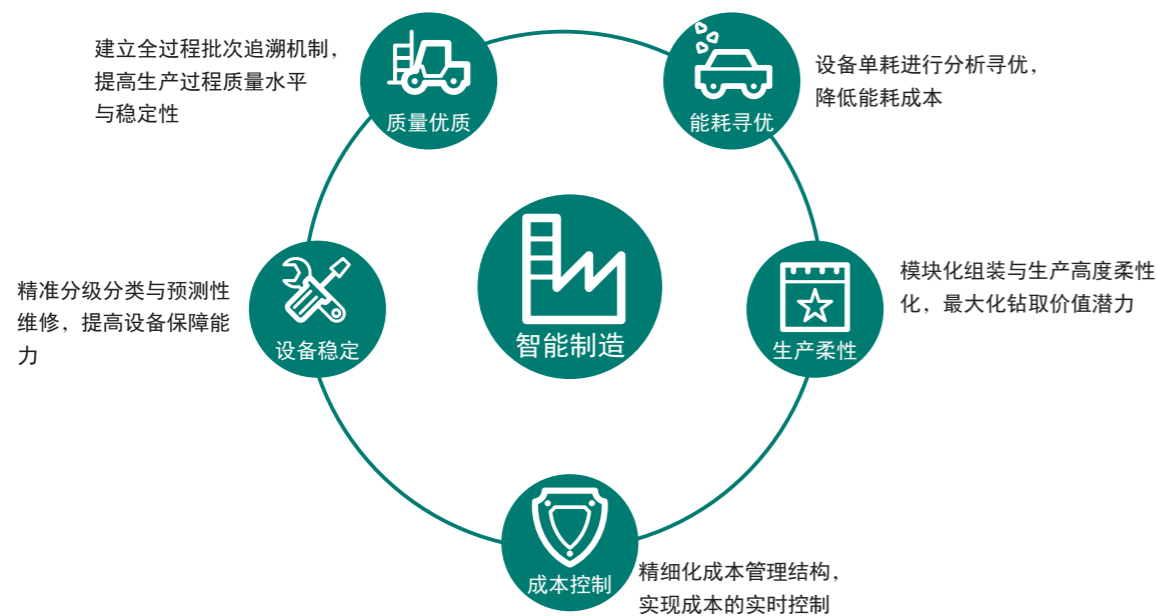 建立全过程批次追溯机制，
提高生产过程质量水平
与稳定性
质量优质
能耗寻优
设备单耗进行分析寻优，
降低能耗成本
精准分级分类与预测性
维修，提高设备保障能
力
设备稳定
智能制造
生产柔性
模块化组装与生产高度柔性
化，最大化钻取价值潜力
成本控制
精细化成本管理结构，
实现成本的实时控制